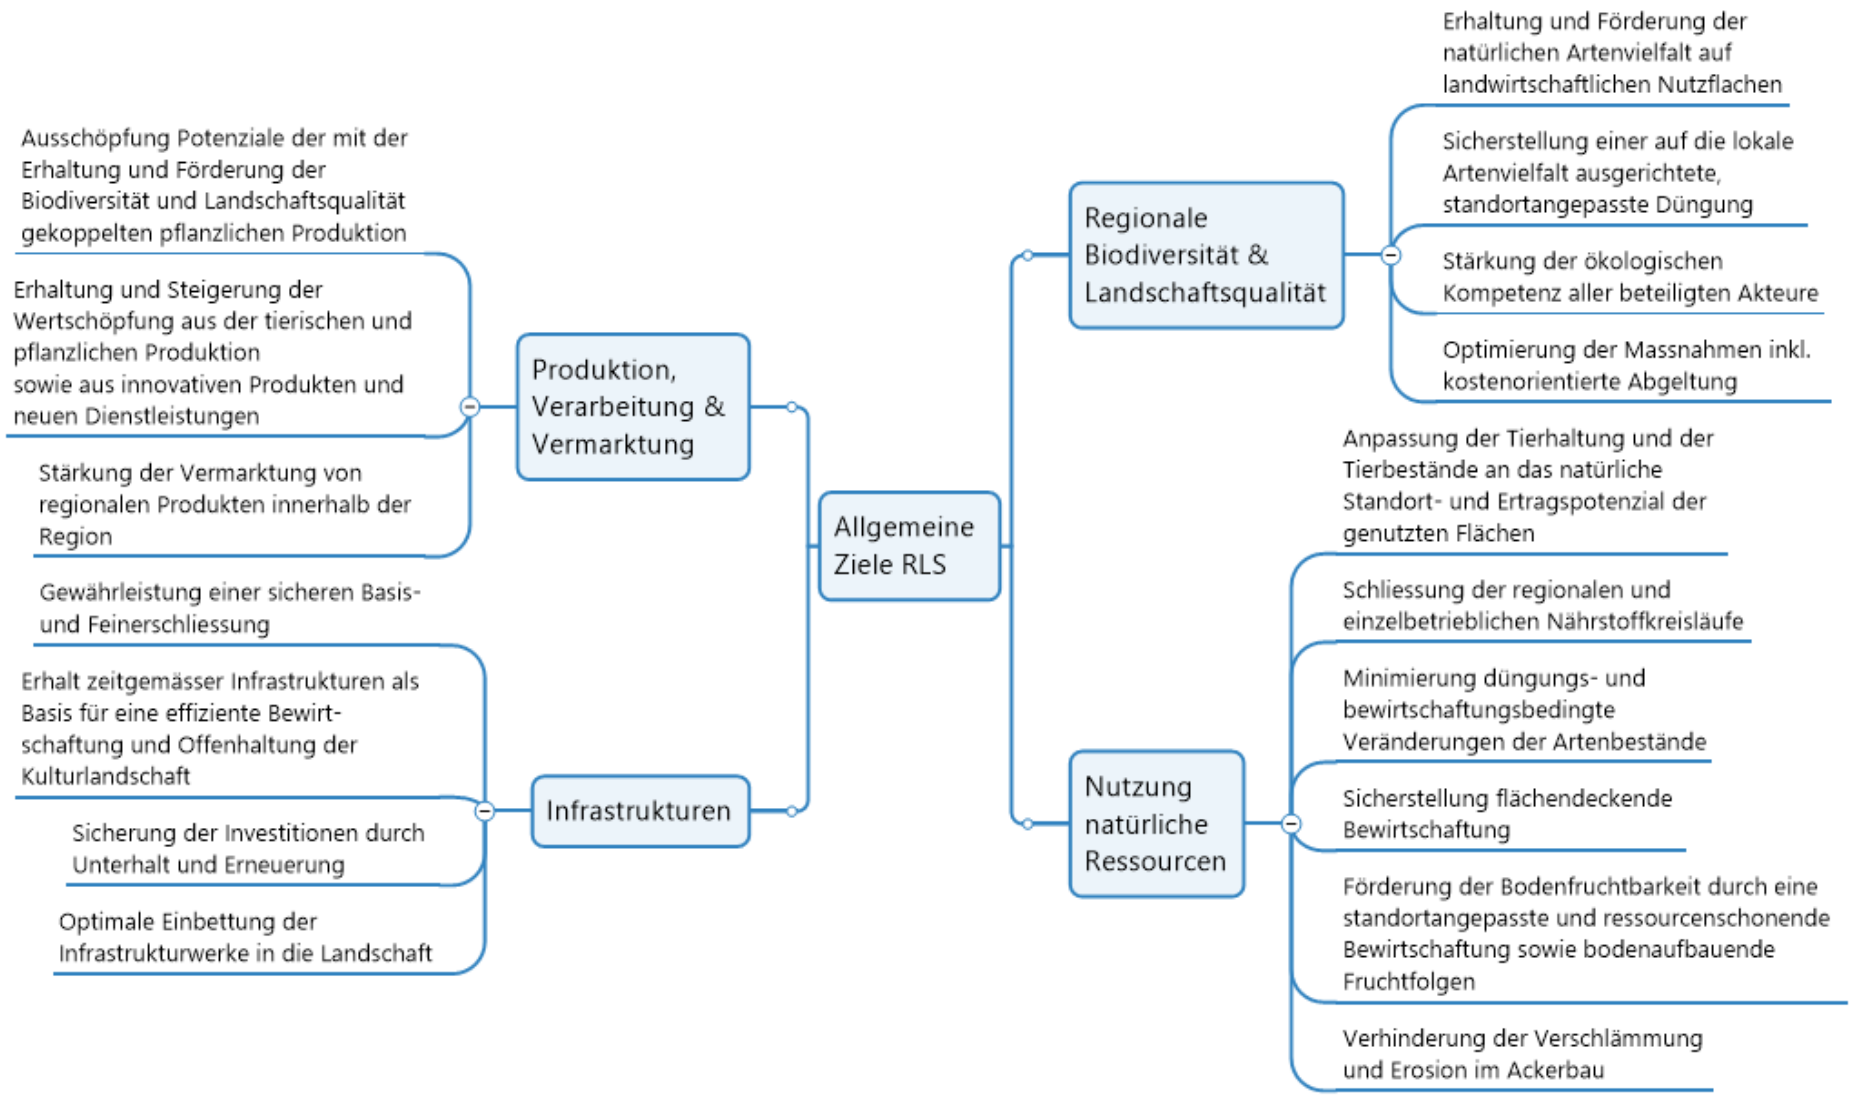 Ausschöpfung Potenziale der mit der
Erhaltung und Förderung der
Biodiversität und Landschaftsqualität
gekoppelten pflanzlichen Produktion
Erhaltung und Steigerung der
Wertschöpfung aus der tierischen und
pflanzlichen Produktion
sowie aus innovativen Produkten und
neuen Dienstleistungen
Stärkung der Vermarktung von
regionalen Produkten innerhalb der
Region
Produktion,
Verarbeitung &
Vermarktung
Gewährleistung einer sicheren Basis-
und Feinerschliessung
Erhalt zeitgemässer Infrastrukturen als
Basis für eine effiziente Bewirt-
schaftung und Offenhaltung der
Kulturlandschaft
Sicherung der Investitionen durch
Unterhalt und Erneuerung
Optimale Einbettung der
Infrastrukturwerke in die Landschaft
Infrastrukturen
Allgemeine
Ziele RLS
Regionale
Biodiversität &
Landschaftsqualität
Erhaltung und Förderung der
natürlichen Artenvielfalt auf
landwirtschaftlichen Nutzflachen
Sicherstellung einer auf die lokale
Artenvielfalt ausgerichtete,
standortangepasste Düngung
Stärkung der ökologischen
Kompetenz aller beteiligten Akteure
Optimierung der Massnahmen inkl.
kostenorientierte Abgeltung
Nutzung
natürliche
Ressourcen
Anpassung der Tierhaltung und der
Tierbestände an das natürliche
Standort- und Ertragspotenzial der
genutzten Flächen
Schliessung der regionalen und
einzelbetrieblichen Nährstoffkreisläufe
Minimierung düngungs- und
bewirtschaftungsbedingte
Veränderungen der Artenbestände
Sicherstellung flächendeckende
Bewirtschaftung
Förderung der Bodenfruchtbarkeit durch eine
standortangepasste und ressourcenschonende
Bewirtschaftung sowie bodenaufbauende
Fruchtfolgen
Verhinderung der Verschlämmung
und Erosion im Ackerbau